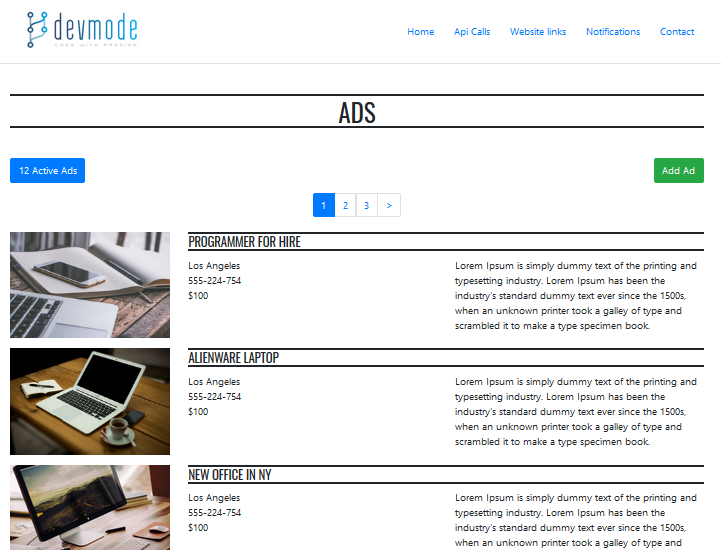 devmode
CODE WITH PASSION
Home Api Calls Website links Notifications Contact
ADS
12 Active Ads
Add Ad
1 2 3 >
PROGRAMMER FOR HIRE
Los Angeles
555-224-754
$100
Lorem Ipsum is simply dummy text of the printing and
typesetting industry. Lorem Ipsum has been the
industry's standard dummy text ever since the 1500s,
when an unknown printer took a galley of type and
scrambled it to make a type specimen book.
ALIENWARE LAPTOP
Los Angeles
555-224-754
$100
Lorem Ipsum is simply dummy text of the printing and
typesetting industry. Lorem Ipsum has been the
industry's standard dummy text ever since the 1500s,
when an unknown printer took a galley of type and
scrambled it to make a type specimen book.
NEW OFFICE IN NY
Los Angeles
555-224-754
$100
Lorem Ipsum is simply dummy text of the printing and
typesetting industry. Lorem Ipsum has been the
industry's standard dummy text ever since the 1500s,
when an unknown printer took a galley of type and